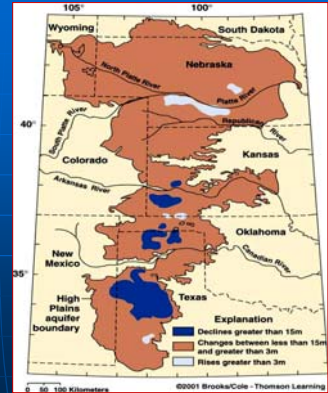 105°
100°
Wyoming
South Dakota
North Platte River
Nebraska
Platte River
40°
South Platte River
Republican River
Colorado
Kansas
Arkansas River
Oklahoma
New
Mexico
Canadian River
35°
High
Plains
aquifer
boundary
Texas
Explanation
Declines greater than 15m
Changes between less than 15m
and greater than 3m
Rises greater than 3m
0 50 100 Kilometers
©2001 Brooks/Cole - Thomson Learning